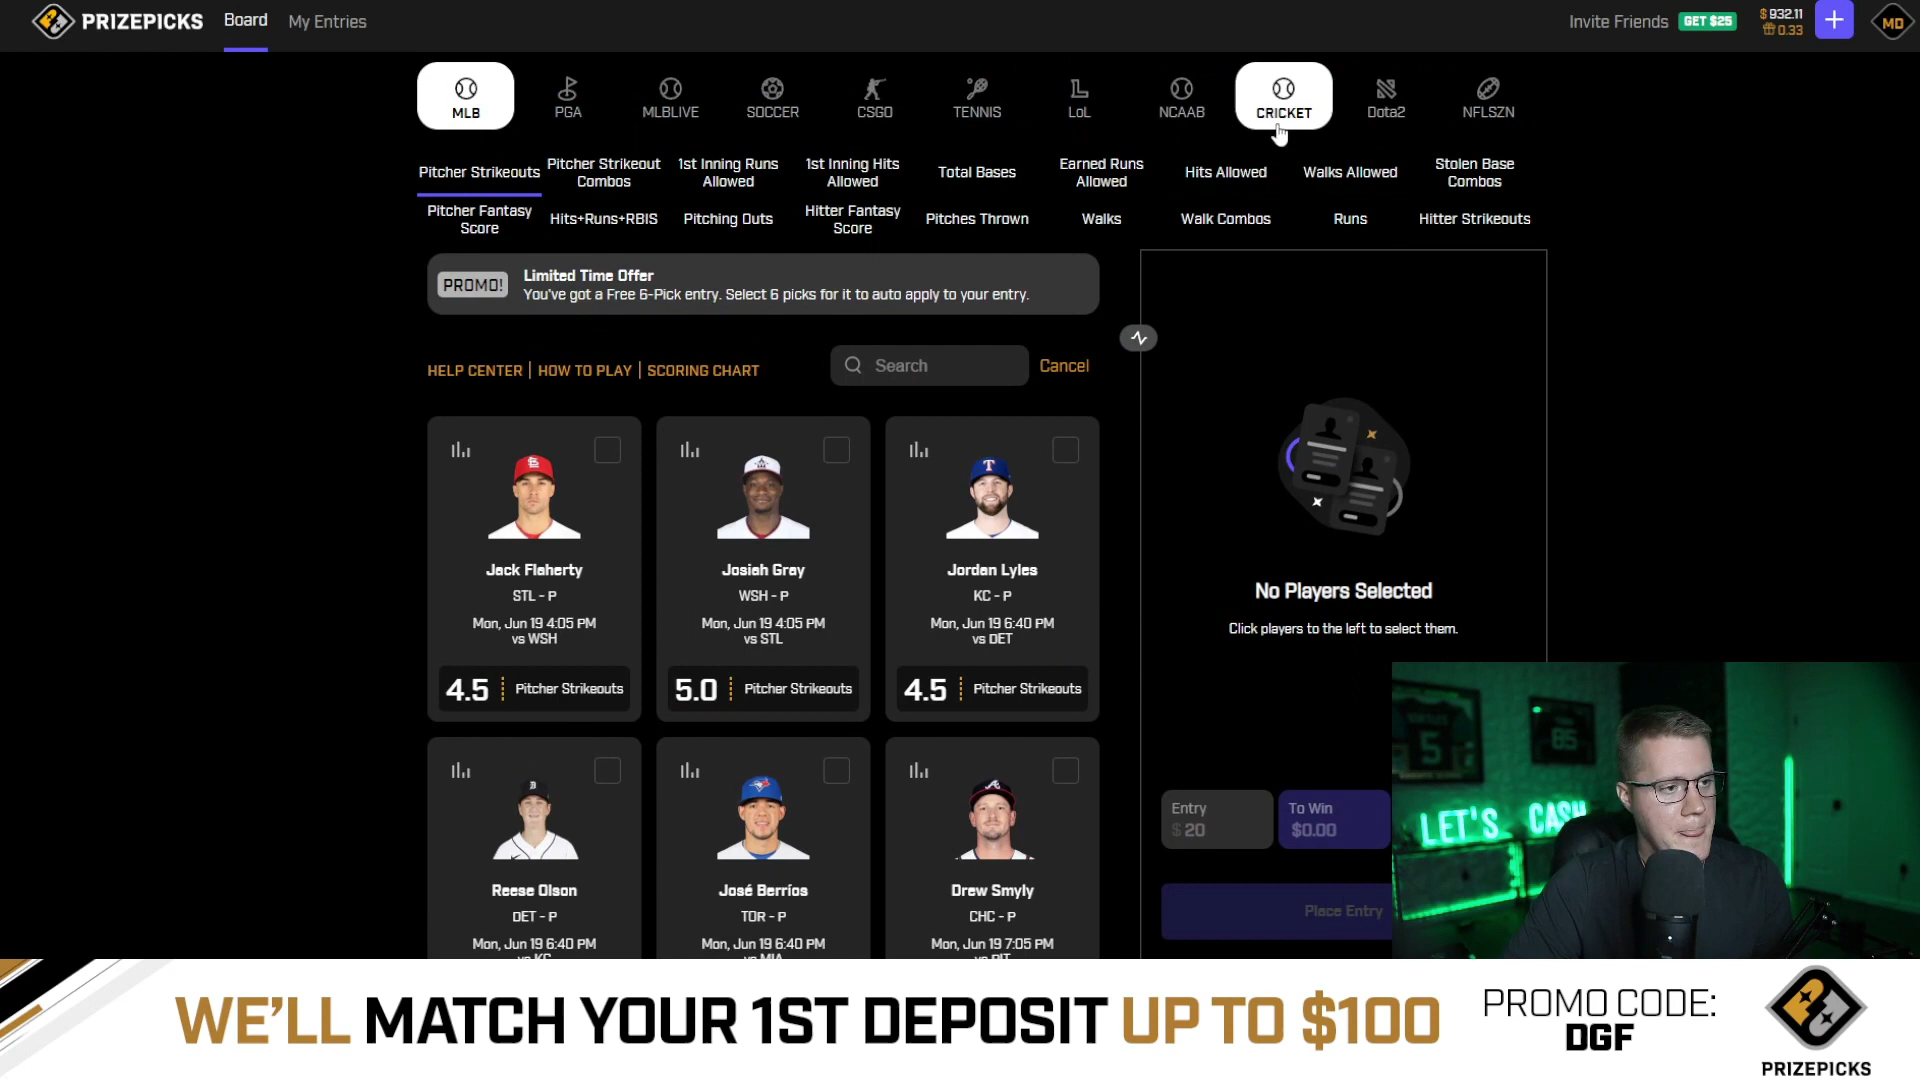 PRIZEPICKS
Board
My Entries
Invite Friends
GET $25
$932.11
0.33
MD
MLB
PGA
MLBLIVE
SOCCER
CSGO
TENNIS
LoL
NCAAB
CRICKET
Dota2
NFLSZN
Pitcher Strikeouts
Pitcher Strikeout
Combos
1st Inning Runs
Allowed
1st Inning Hits
Allowed
Total Bases
Earned Runs
Allowed
Hits Allowed
Walks Allowed
Stolen Base
Combos
Pitcher Fantasy
Score
Hits+Runs+RBIS
Pitching Outs
Hitter Fantasy
Score
Pitches Thrown
Walks
Walk Combos
Runs
Hitter Strikeouts
PROMO!
Limited Time Offer
You've got a Free 6-Pick entry. Select 6 picks for it to auto apply to your entry.
HELP CENTER | HOW TO PLAY | SCORING CHART
Search
Cancel
Jack Flaherty
STL - P
Mon, Jun 19 4:05 PM
vs WSH
4.5 Pitcher Strikeouts
Josiah Gray
WSH - P
Mon, Jun 19 4:05 PM
vs STL
5.0 Pitcher Strikeouts
Jordan Lyles
KC - P
Mon, Jun 19 6:40 PM
vs DET
4.5 Pitcher Strikeouts
Reese Olson
DET - P
Mon, Jun 19 6:40 PM
vs KC
José Berríos
TOR - P
Mon, Jun 19 6:40 PM
vs MIA
Drew Smyly
CHC - P
Mon, Jun 19 7:05 PM
vs PIT
No Players Selected
Click players to the left to select them.
Entry
$ 20
To Win
$0.00
Place Entry
5
85
LET'S CASH
WE'LL MATCH YOUR 1ST DEPOSIT UP TO $100
PROMO CODE:
DGF
PRIZEPICKS